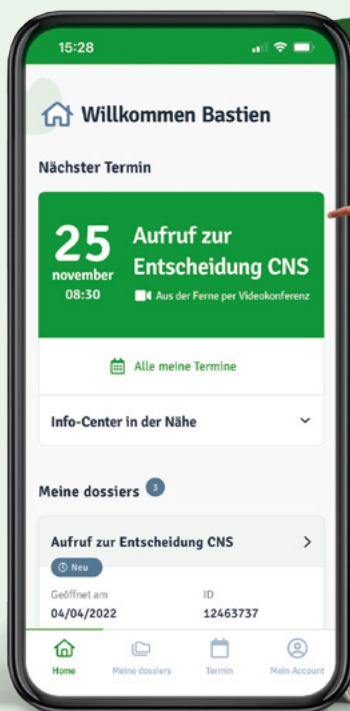 15:28
Willkommen Bastien
Nächster Termin
25
november
08:30
Aufruf zur
Entscheidung CNS
Aus der Ferne per Videokonferenz
Alle meine Termine
Info-Center in der Nähe
Meine dossiers 3
Aufruf zur Entscheidung CNS
Neu
Geöffnet am
ID
04/04/2022
12463737
Home
Meine dossiers
Termin
Mein Account